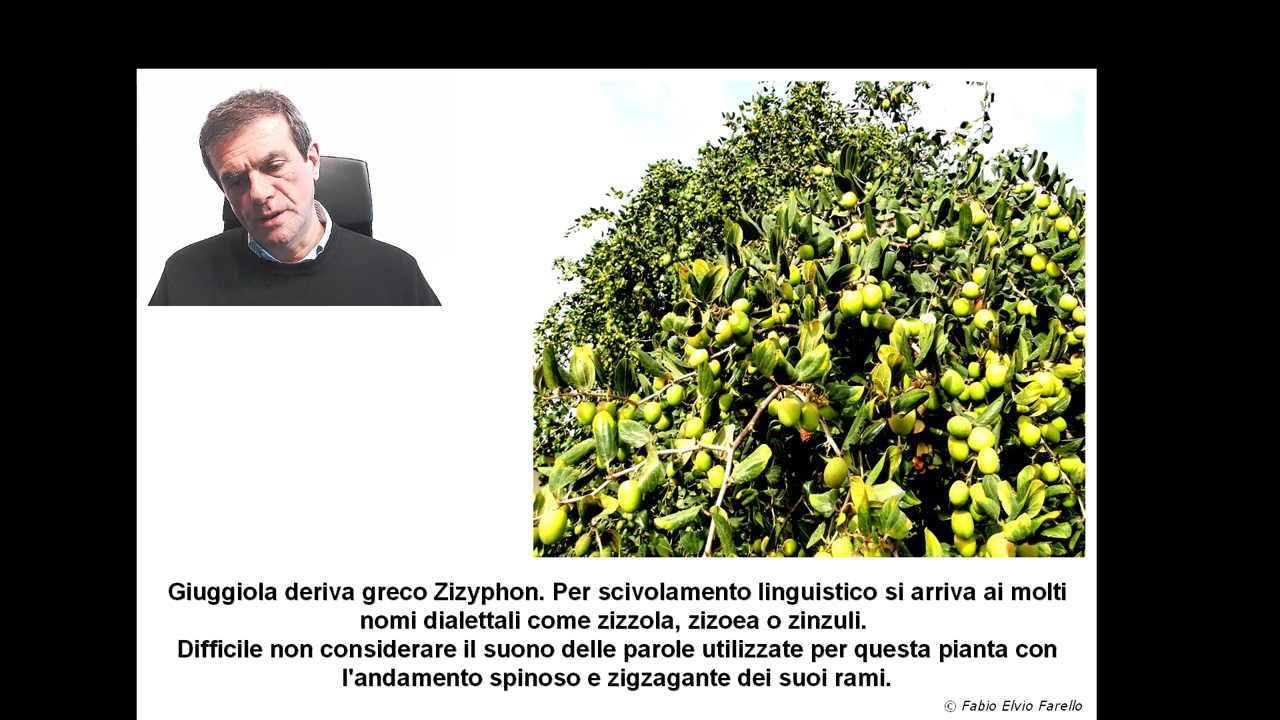 Giuggiola deriva greco Zizyphon. Per scivolamento linguistico si arriva ai molti
nomi dialettali come zizzola, zizoea o zinzuli.
Difficile non considerare il suono delle parole utilizzate per questa pianta con
l'andamento spinoso e zigzagante dei suoi rami.
© Fabio Elvio Farello